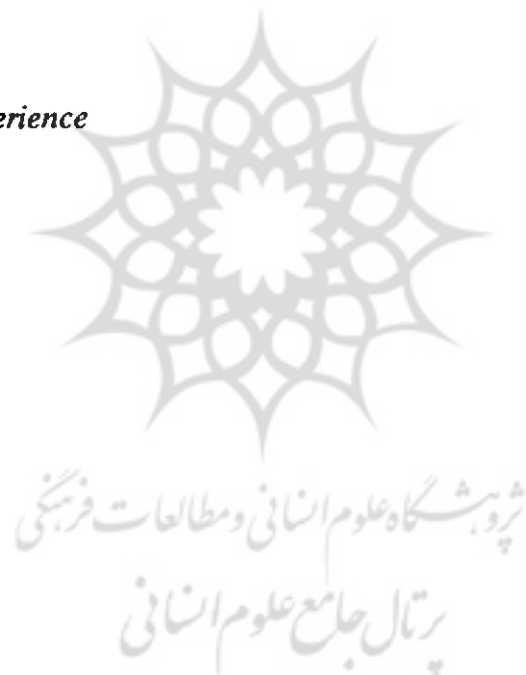 erience
پژوهشگاه علوم انسانی و مطالعات فرهنگی
پرتال جامع علوم انسانی